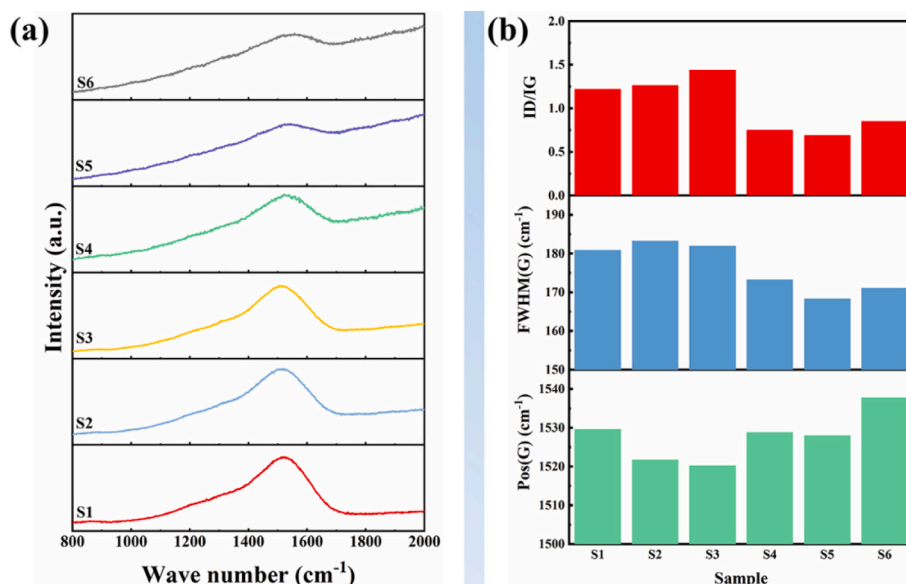 (a)
S6
S5
S4
S3
S2
S1
Intensity (a.u.)
800 1000 1200 1400 1600 1800 2000
Wave number (cm⁻¹)
(b)
2.0
1.5
1.0
0.5
0.0
ID/IG
190
180
170
160
150
FWHM(G) (cm⁻¹)
1540
1530
1520
1510
1500
Pos(G) (cm⁻¹)
S1 S2 S3 S4 S5 S6
Sample